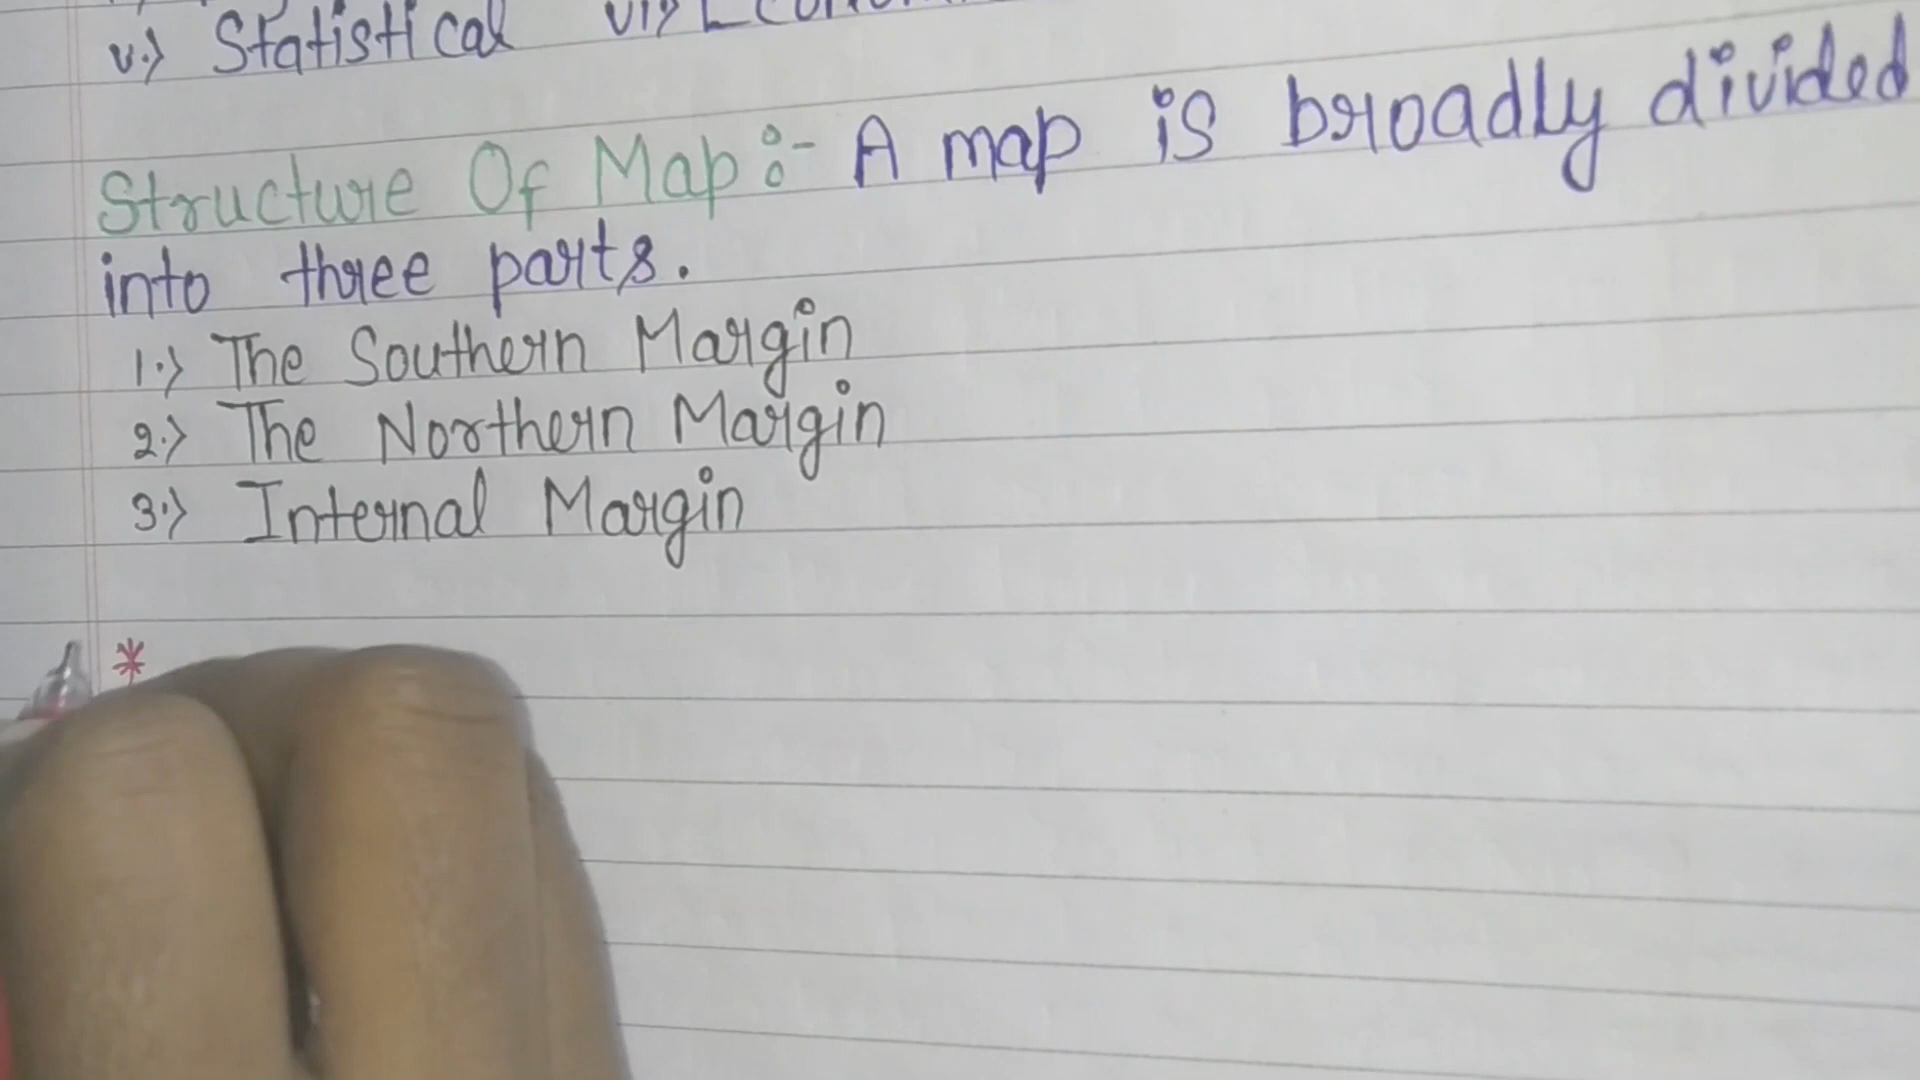 v.) Statistical vi)
Structure Of Map:- A map is broadly divided
into three parts.
1.) The Southern Margin
2.) The Northern Margin
3.) Internal Margin
*